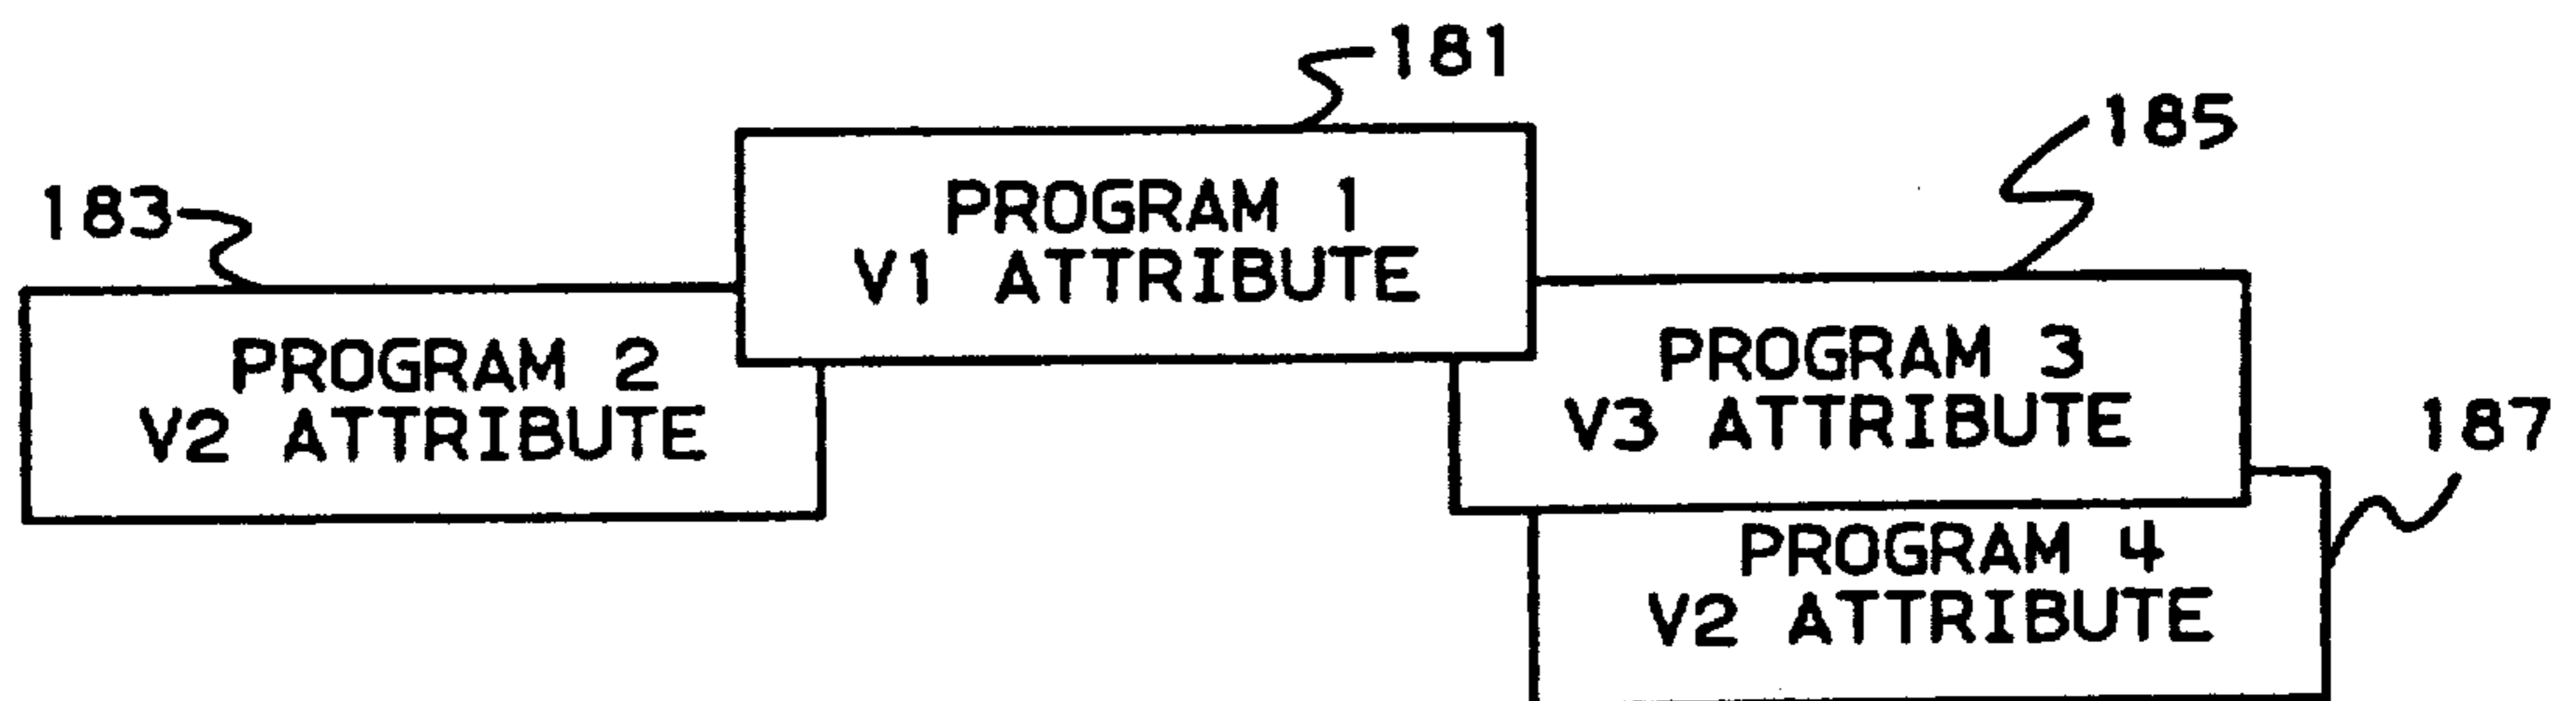 181
185
183
PROGRAM 1
V1 ATTRIBUTE
PROGRAM 2
V2 ATTRIBUTE
PROGRAM 3
V3 ATTRIBUTE
187
PROGRAM 4
V2 ATTRIBUTE